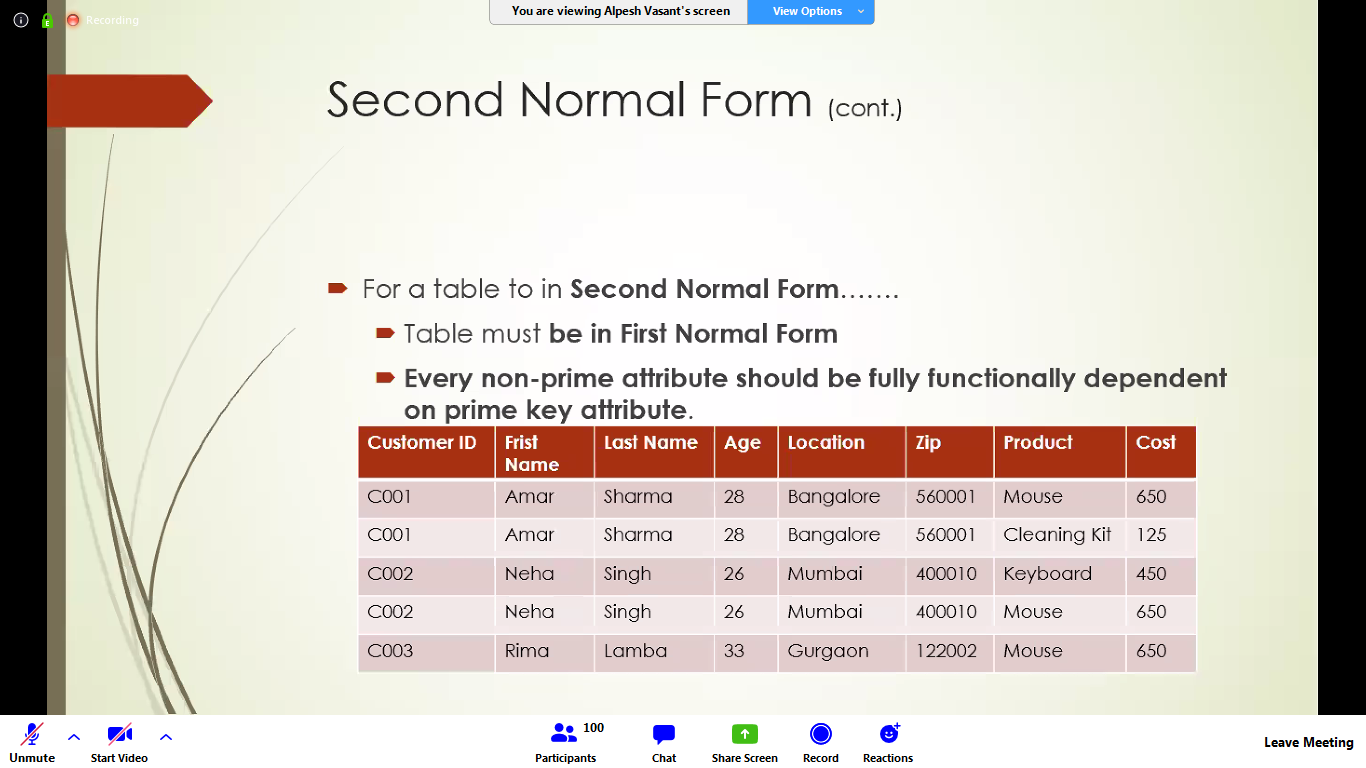 Recording
You are viewing Alpesh Vasant's screen
View Options
Second Normal Form (cont.)
For a table to in Second Normal Form.......
Table must be in First Normal Form
Every non-prime attribute should be fully functionally dependent
on prime key attribute.
Customer ID Frist Name Last Name Age Location Zip Product Cost
C001 Amar Sharma 28 Bangalore 560001 Mouse 650
C001 Amar Sharma 28 Bangalore 560001 Cleaning Kit 125
C002 Neha Singh 26 Mumbai 400010 Keyboard 450
C002 Neha Singh 26 Mumbai 400010 Mouse 650
C003 Rima Lamba 33 Gurgaon 122002 Mouse 650
Unmute
Start Video
100
Participants
Chat
Share Screen
Record
Reactions
Leave Meeting